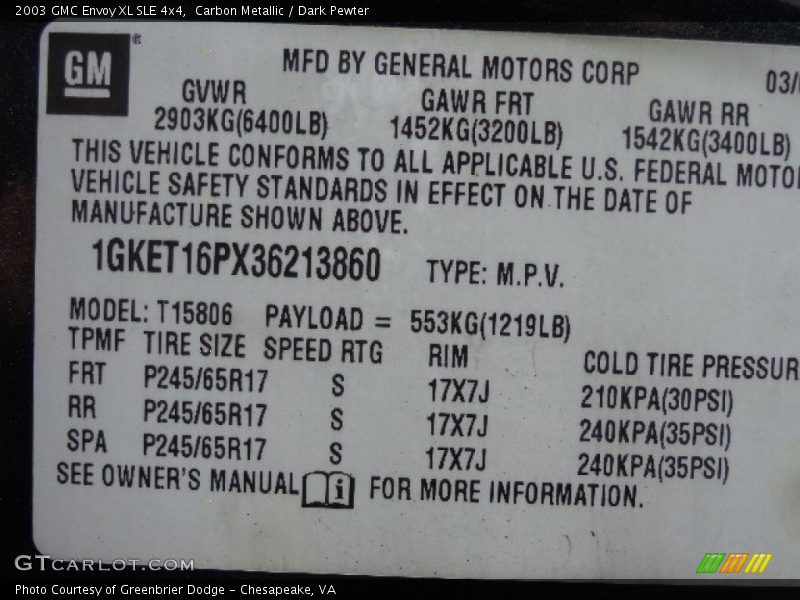 2003 GMC Envoy XL SLE 4x4,  Carbon Metallic / Dark Pewter
GM
MFD BY GENERAL MOTORS CORP
03/
GVWR GAWR FRT GAWR RR
2903KG(6400LB) 1452KG(3200LB) 1542KG(3400LB)
THIS VEHICLE CONFORMS TO ALL APPLICABLE U.S. FEDERAL MOTO
VEHICLE SAFETY STANDARDS IN EFFECT ON THE DATE OF
MANUFACTURE SHOWN ABOVE.
1GKET16PX36213860 TYPE: M.P.V.
MODEL: T15806 PAYLOAD = 553KG(1219LB)
TPMF TIRE SIZE SPEED RTG RIM COLD TIRE PRESSUR
FRT P245/65R17 S 17X7J 210KPA(30PSI)
RR P245/65R17 S 17X7J 240KPA(35PSI)
SPA P245/65R17 S 17X7J 240KPA(35PSI)
SEE OWNER'S MANUAL i FOR MORE INFORMATION.
GTCARLOT.COM
Photo Courtesy of Greenbrier Dodge - Chesapeake, VA